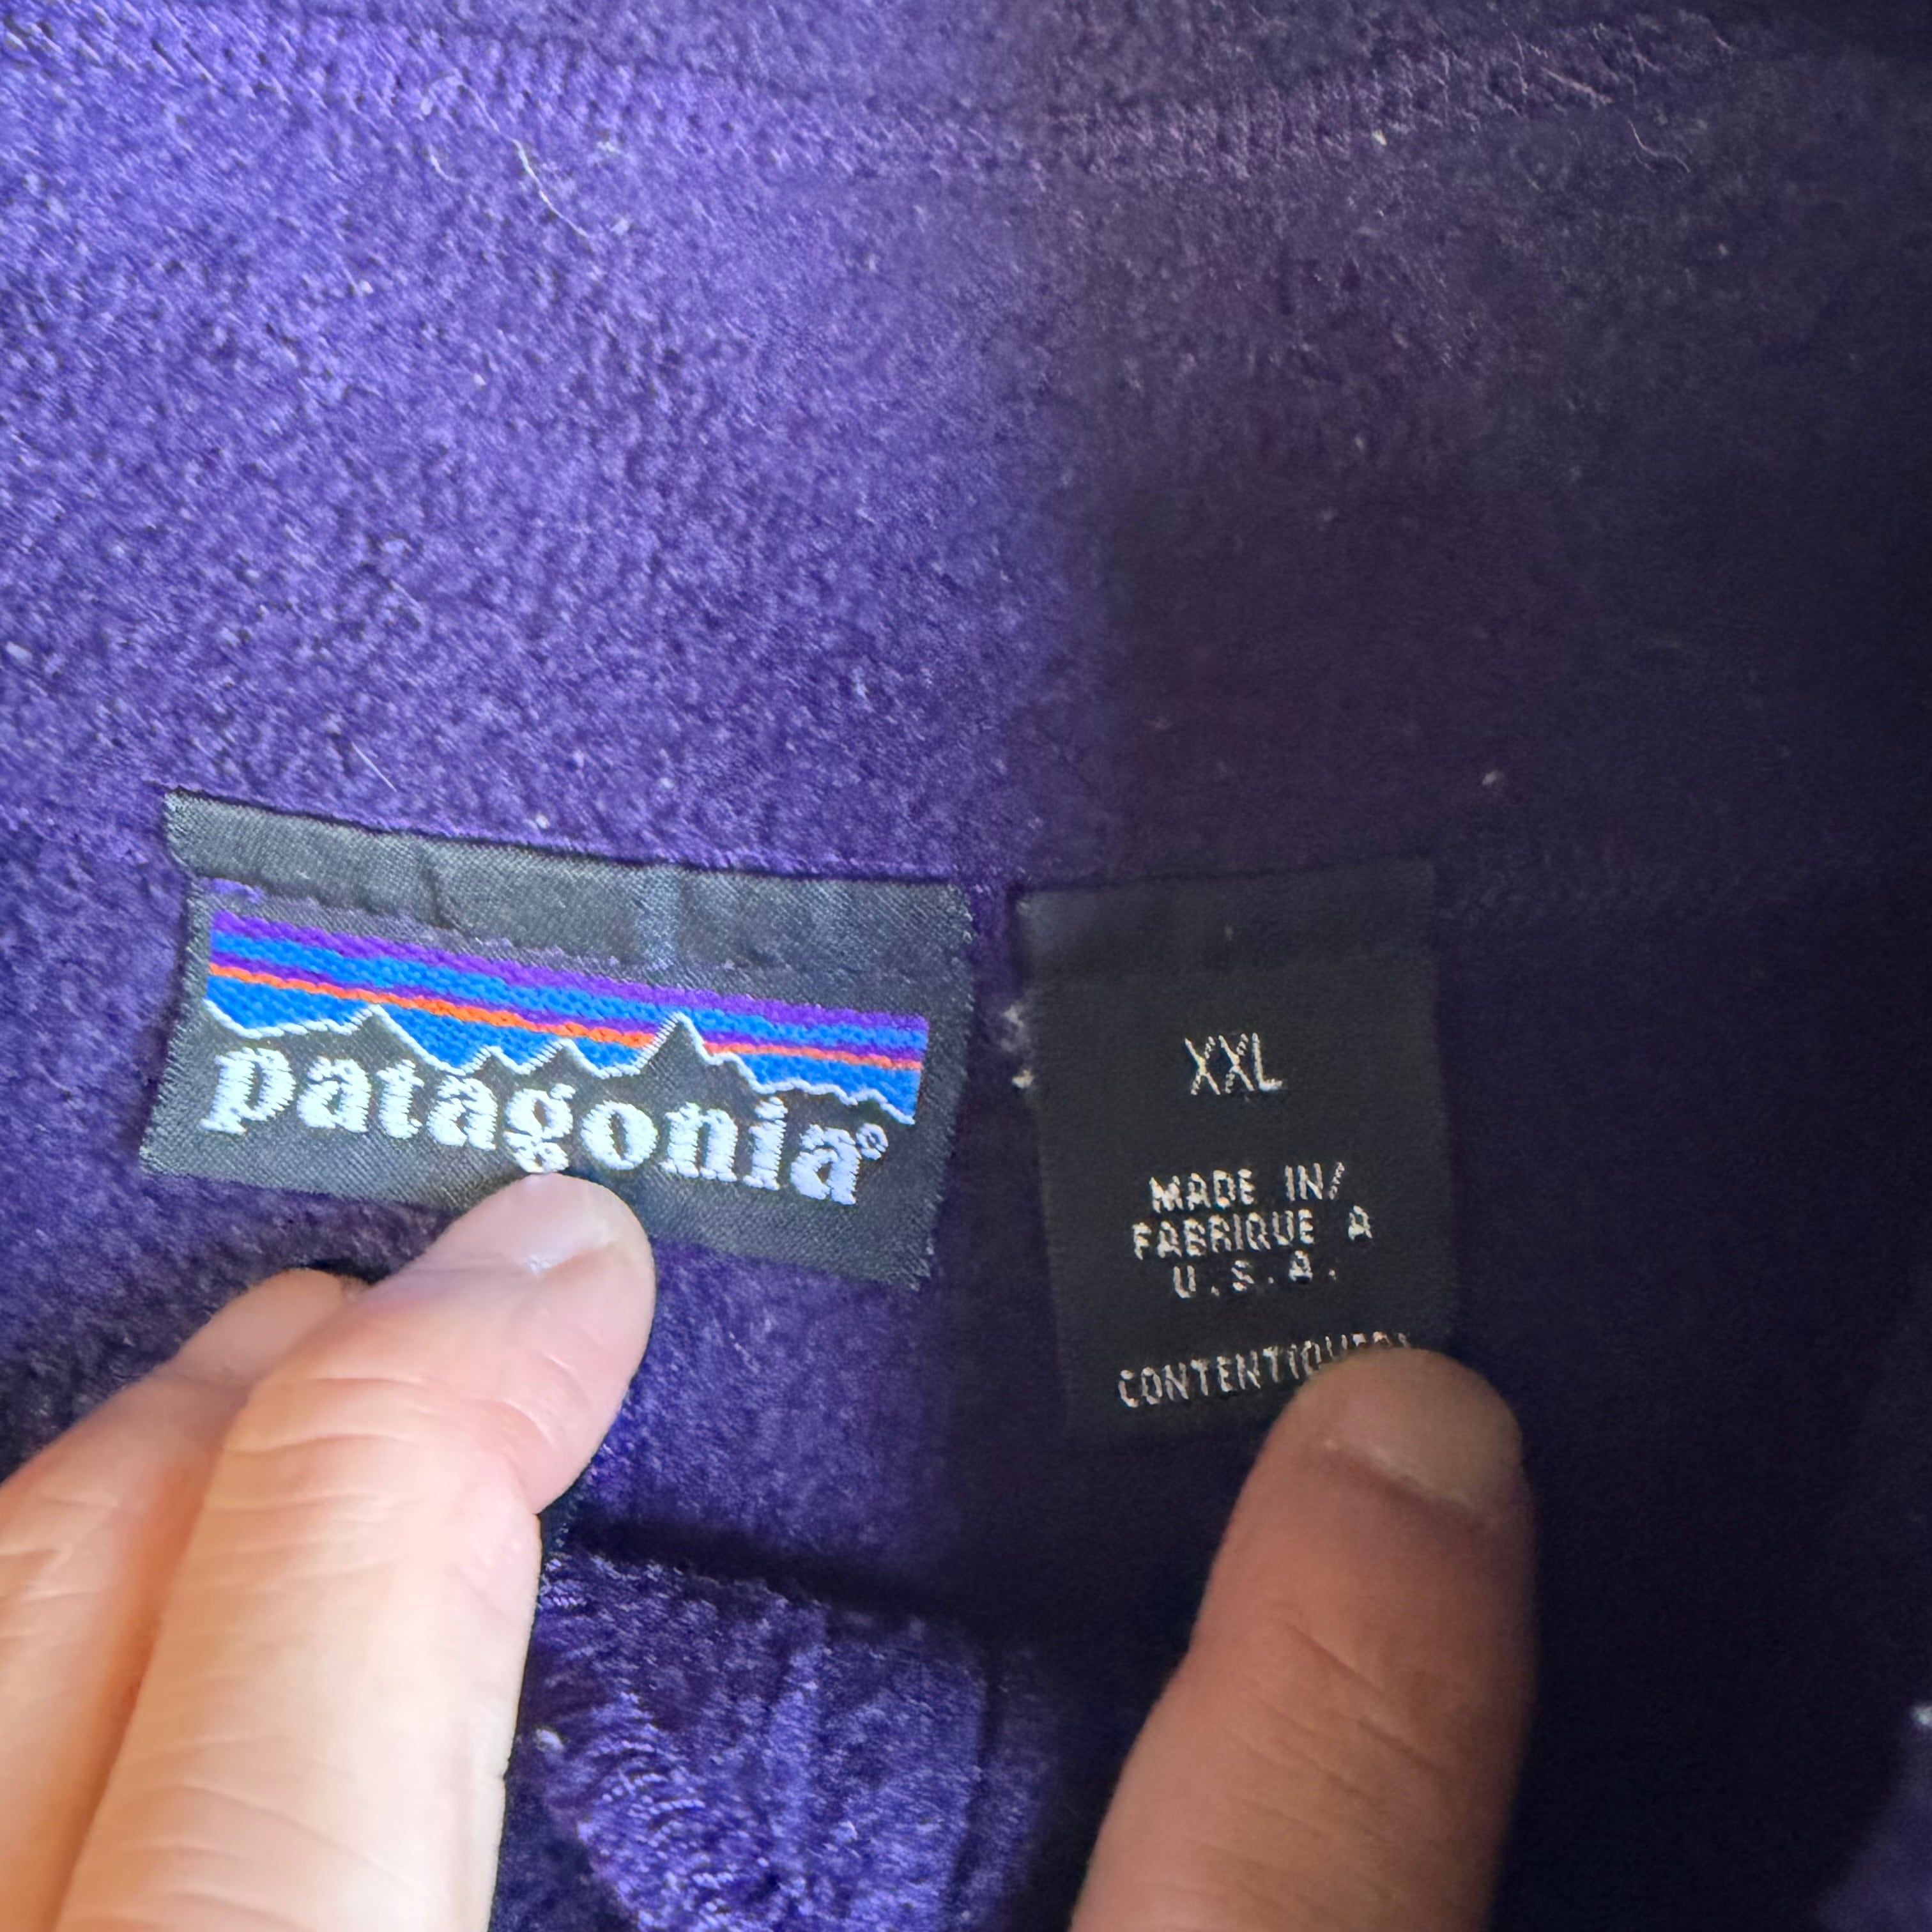 patagonia®
XXL
MADE IN/
FABRIQUE A
U.S.A.